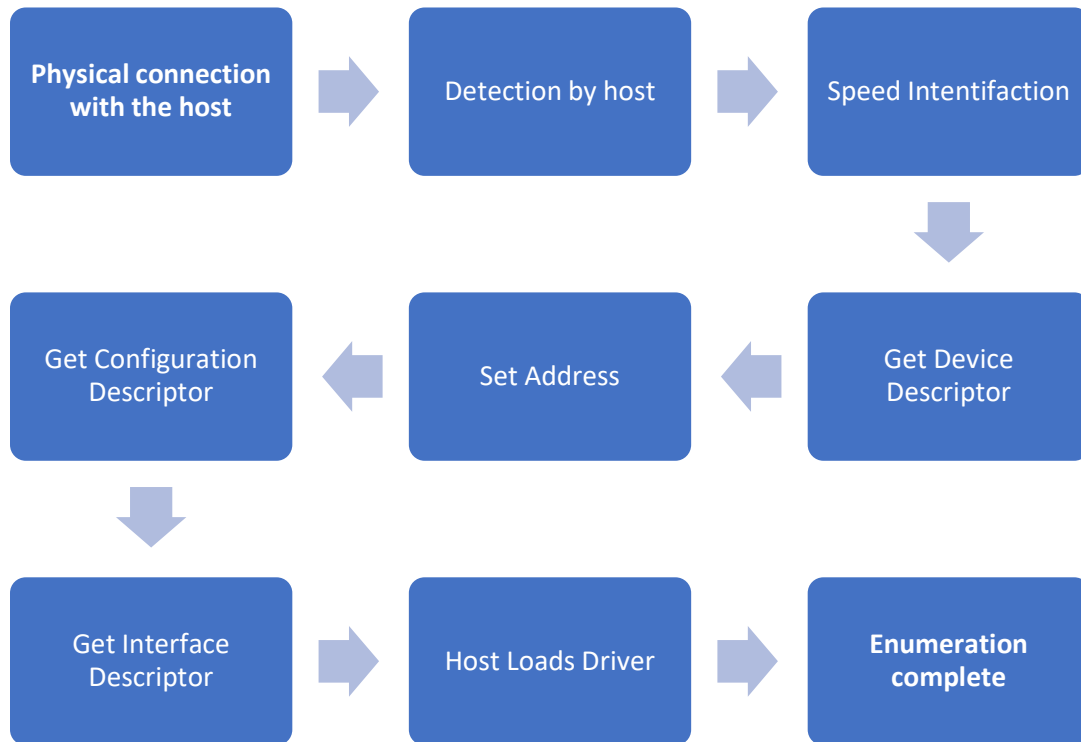 Physical connection
with the host
Detection by host
Speed Intentifaction
Get Device
Descriptor
Set Address
Get Configuration
Descriptor
Get Interface
Descriptor
Host Loads Driver
Enumeration
complete